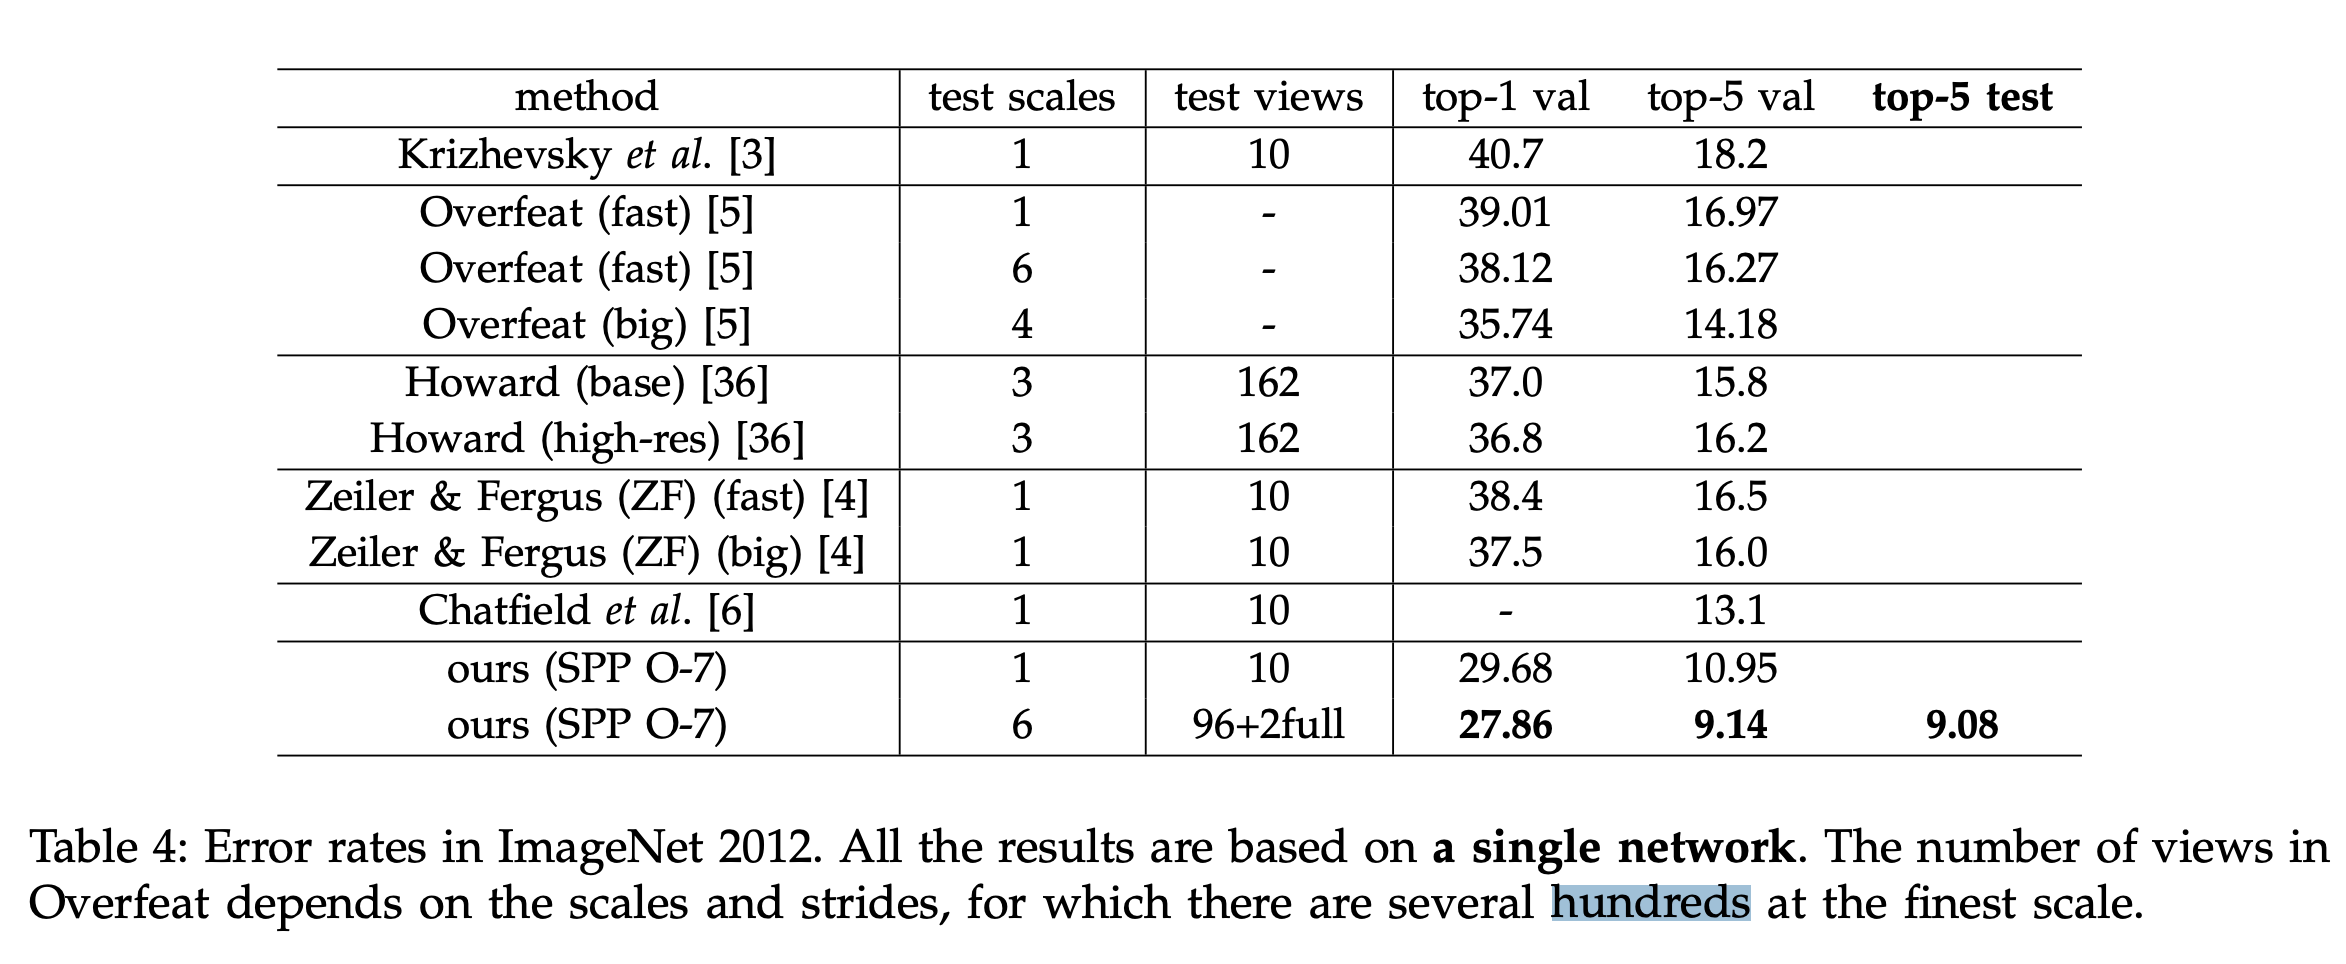 method test scales test views top-1 val top-5 val top-5 test
Krizhevsky et al. [3] 1 10 40.7 18.2
Overfeat (fast) [5] 1 - 39.01 16.97
Overfeat (fast) [5] 6 - 38.12 16.27
Overfeat (big) [5] 4 - 35.74 14.18
Howard (base) [36] 3 162 37.0 15.8
Howard (high-res) [36] 3 162 36.8 16.2
Zeiler & Fergus (ZF) (fast) [4] 1 10 38.4 16.5
Zeiler & Fergus (ZF) (big) [4] 1 10 37.5 16.0
Chatfield et al. [6] 1 10 - 13.1
ours (SPP O-7) 1 10 29.68 10.95
ours (SPP O-7) 6 96+2full 27.86 9.14 9.08
Table 4: Error rates in ImageNet 2012. All the results are based on a single network. The number of views in
Overfeat depends on the scales and strides, for which there are several hundreds at the finest scale.